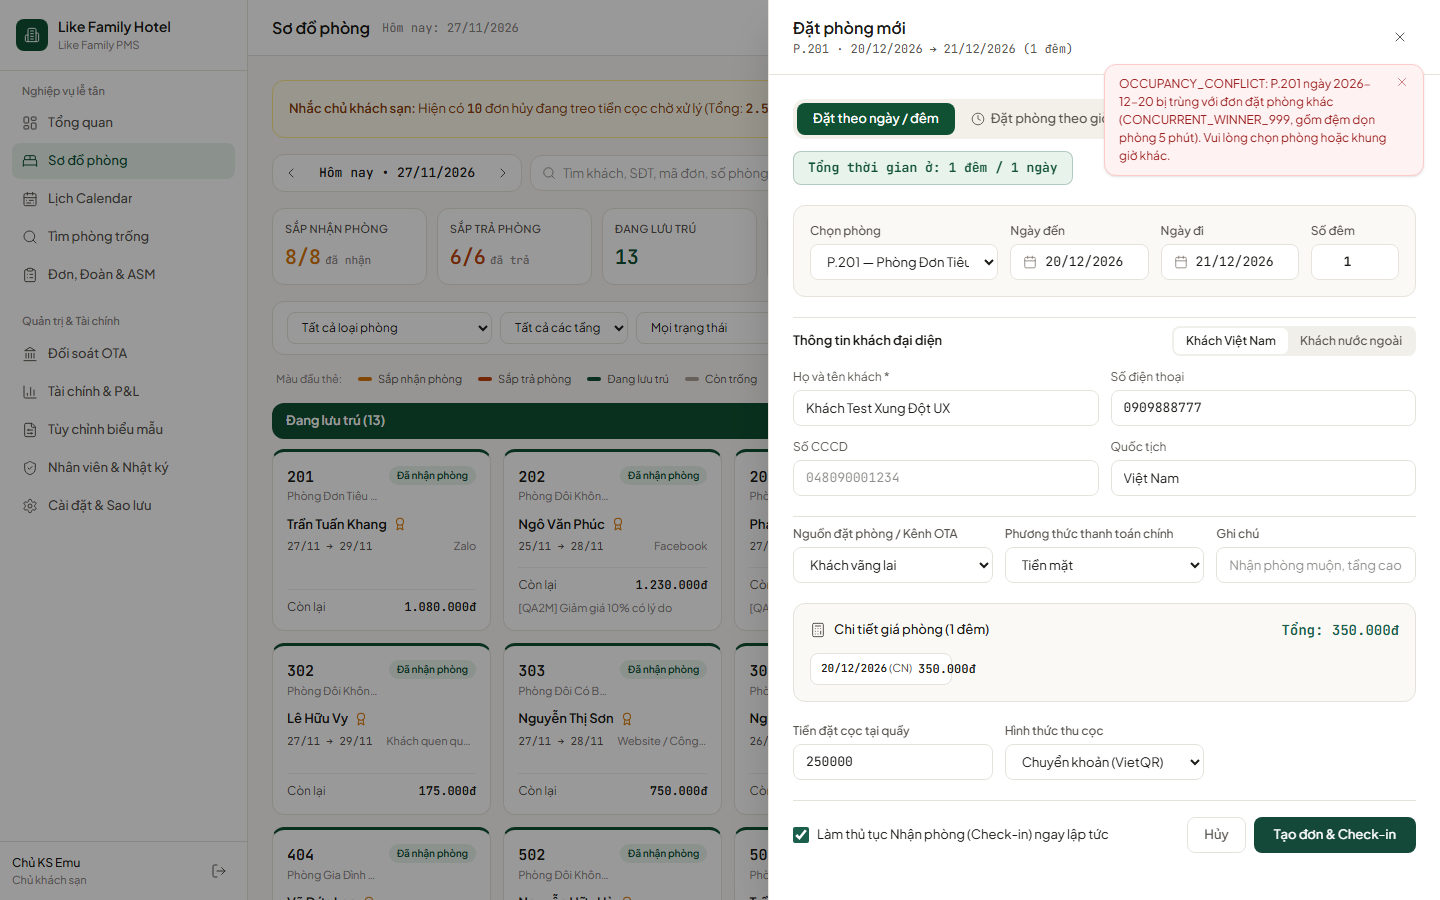 Like Family Hotel
Like Family PMS
Nghiệp vụ lễ tân
Tổng quan
Sơ đồ phòng
Lịch Calendar
Tìm phòng trống
Đơn, Đoàn & ASM
Quản trị & Tài chính
Đối soát OTA
Tài chính & P&L
Tùy chỉnh biểu mẫu
Nhân viên & Nhật ký
Cài đặt & Sao lưu
Chủ KS Emu
Chủ khách sạn
Sơ đồ phòng Hôm nay: 27/11/2026
Nhắc chủ khách sạn: Hiện có 10 đơn hủy đang treo tiền cọc chờ xử lý (Tổng: 2.5
Hôm nay • 27/11/2026
Tìm khách, SĐT, mã đơn, số phòng
SẮP NHẬN PHÒNG
8/8 đã nhận
SẮP TRẢ PHÒNG
6/6 đã trả
ĐANG LƯU TRÚ
13
Tất cả loại phòng
Tất cả các tầng
Mọi trạng thái
Màu đầu thẻ: Sắp nhận phòng Sắp trả phòng Đang lưu trú Còn trống
Đang lưu trú (13)
201 Đã nhận phòng
Phòng Đơn Tiêu ...
Trần Tuấn Khang
27/11 → 29/11 Zalo
Còn lại 1.080.000đ
202 Đã nhận phòng
Phòng Đôi Khôn...
Ngô Văn Phúc
25/11 → 28/11 Facebook
Còn lại 1.230.000đ
[QA2M] Giảm giá 10% có lý do
20
Phòng
Phạ
27/
Còn
[QA
302 Đã nhận phòng
Phòng Đôi Khôn...
Lê Hữu Vy
27/11 → 29/11 Khách quen qu...
Còn lại 175.000đ
303 Đã nhận phòng
Phòng Đôi Có B...
Nguyễn Thị Sơn
27/11 → 28/11 Website / Công...
Còn lại 750.000đ
30
Phòng
Ng
26/
Còn
404 Đã nhận phòng
Phòng Gia Đình ...
502 Đã nhận phòng
Phòng Đôi Khôn...
50
Phòng
Đặt phòng mới
P.201 · 20/12/2026 → 21/12/2026 (1 đêm)
OCCUPANCY_CONFLICT: P.201 ngày 2026-
12-20 bị trùng với đơn đặt phòng khác
(CONCURRENT_WINNER_999, gồm đệm dọn
phòng 5 phút). Vui lòng chọn phòng hoặc khung
giờ khác.
Đặt theo ngày / đêm
Đặt phòng theo giờ
Tổng thời gian ở: 1 đêm / 1 ngày
Chọn phòng Ngày đến Ngày đi Số đêm
P.201 — Phòng Đơn Tiêu 20/12/2026 21/12/2026 1
Thông tin khách đại diện
Khách Việt Nam Khách nước ngoài
Họ và tên khách * Số điện thoại
Khách Test Xung Đột UX 0909888777
Số CCCD Quốc tịch
048090001234 Việt Nam
Nguồn đặt phòng / Kênh OTA Phương thức thanh toán chính Ghi chú
Khách vãng lai Tiền mặt Nhận phòng muộn, tầng cao
Chi tiết giá phòng (1 đêm) Tổng: 350.000đ
20/12/2026 (CN) 350.000đ
Tiền đặt cọc tại quầy Hình thức thu cọc
250000 Chuyển khoản (VietQR)
Làm thủ tục Nhận phòng (Check-in) ngay lập tức
Hủy
Tạo đơn & Check-in